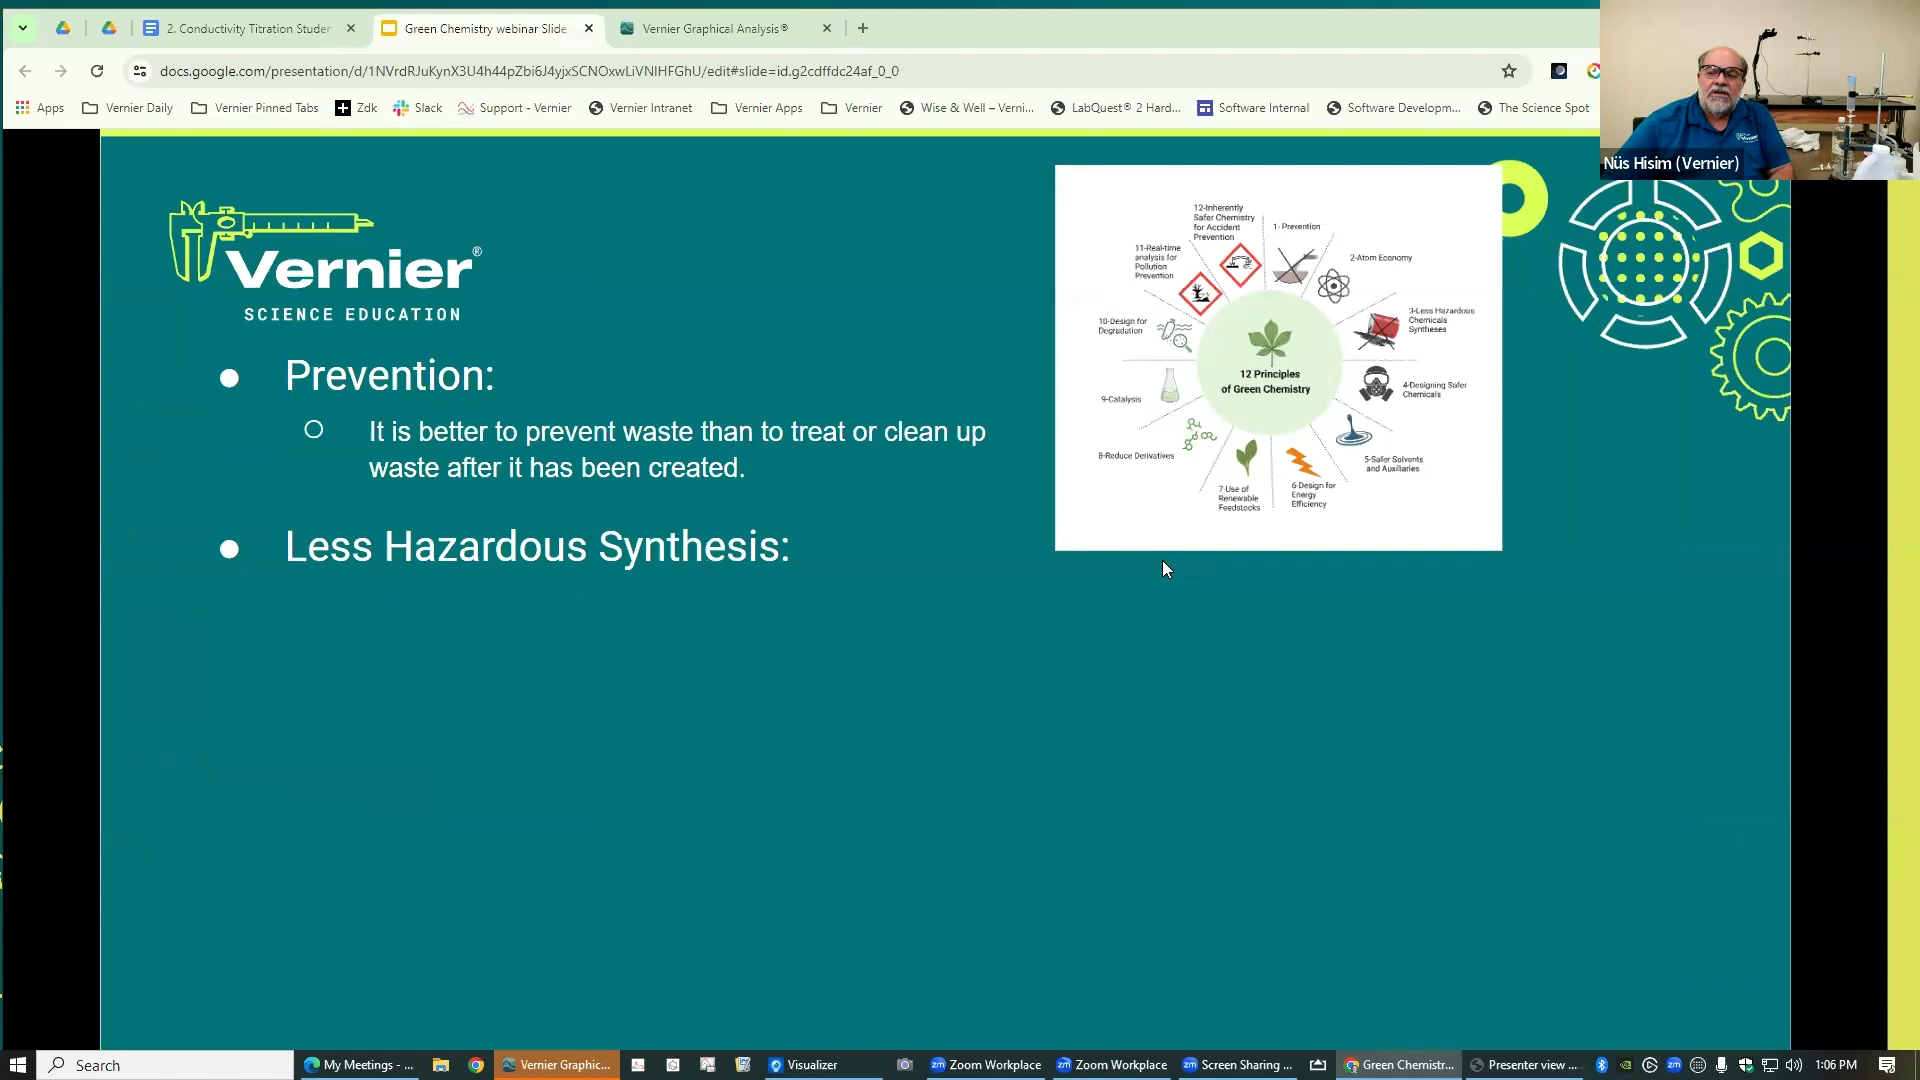 2. Conductivity Titration Studer
Green Chemistry webinar Slide
Vernier Graphical Analysis®
docs.google.com/presentation/d/1NVrdRJuKynX3U4h44pZbi6J4yjxSCNOxwLiVNIHFGhU/edit#slide=id.g2cdffdc24af_0_0
Apps Vernier Daily Vernier Pinned Tabs Zdk Slack Support - Vernier Vernier Intranet Vernier Apps Vernier Wise & Well – Verni... LabQuest® 2 Hard... Software Internal Software Developm... The Science Spot
Nüs Hisim (Vernier)
Vernier®
SCIENCE EDUCATION
Prevention:
It is better to prevent waste than to treat or clean up
waste after it has been created.
Less Hazardous Synthesis:
12 Principles
of Green Chemistry
1- Prevention
2-Atom Economy
3-Less Hazardous
Chemicals
Syntheses
4-Designing Safer
Chemicals
5-Safer Solvents
and Auxiliaries
6-Design for
Energy
Efficiency
7-Use of
Renewable
Feedstocks
8-Reduce Derivatives
9-Catalysis
10-Design for
Degradation
11-Real-time
analysis for
Pollution
Prevention
12-Inherently
Safer Chemistry
for Accident
Prevention
Search My Meetings - ... Vernier Graphic... Visualizer zm Zoom Workplace zm Zoom Workplace zm Screen Sharing ... Green Chemistr... Presenter view ... zm 1:06 PM